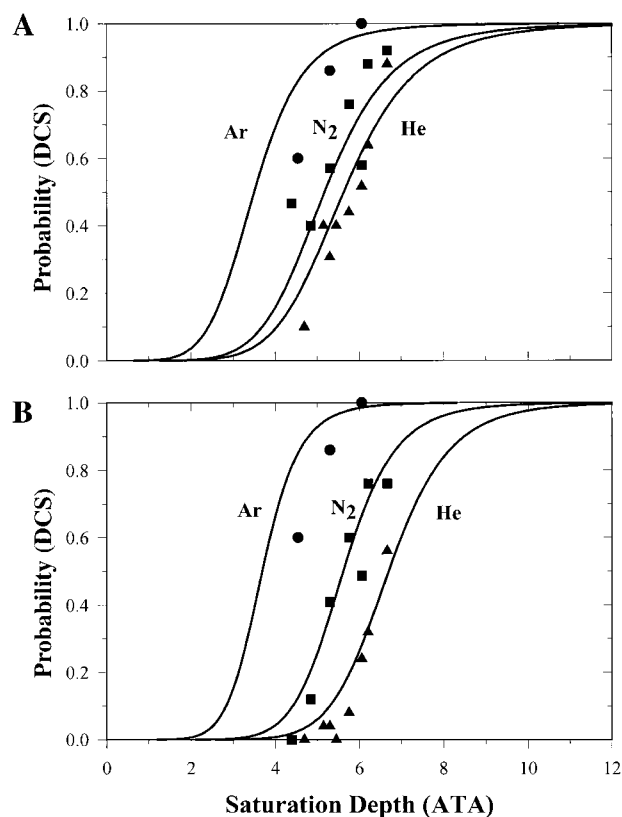 A
Probability (DCS)
1.0
0.8
0.6
0.4
0.2
0.0
Ar
N2
He
B
Probability (DCS)
1.0
0.8
0.6
0.4
0.2
0.0
Ar
N2
He
0 2 4 6 8 10 12
Saturation Depth (ATA)